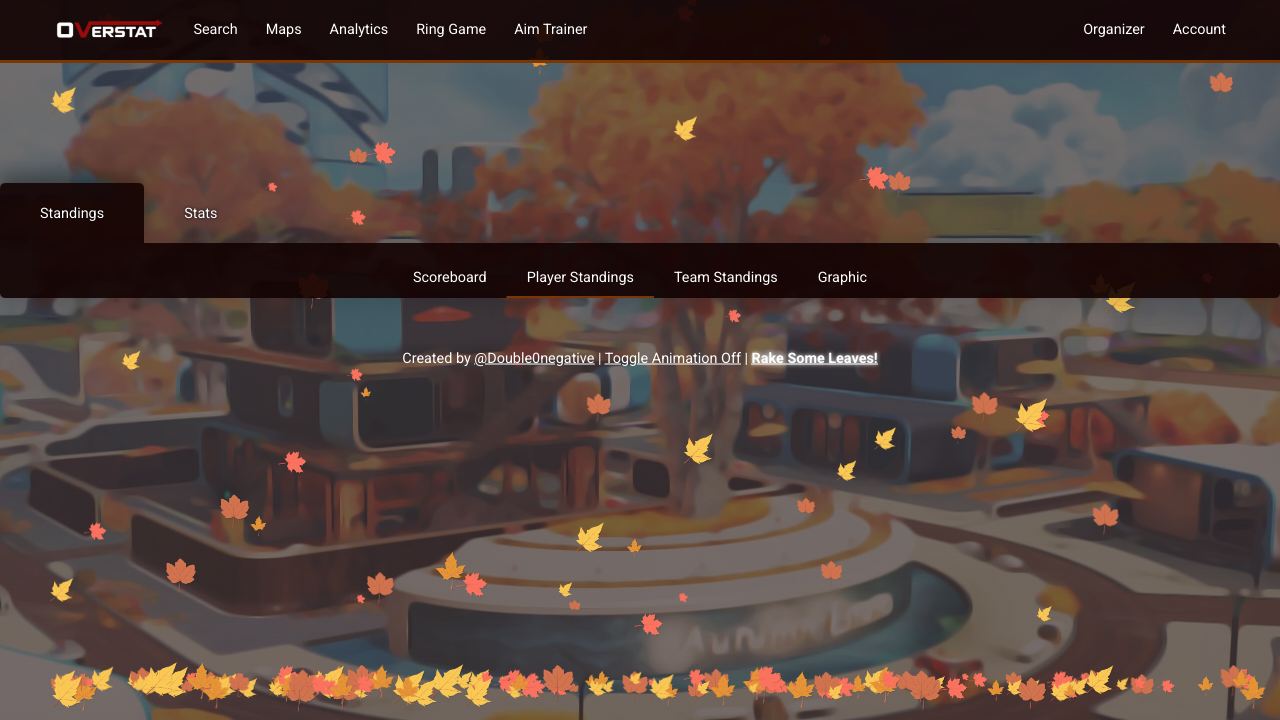 OVERSTAT Search Maps Analytics Ring Game Aim Trainer Organizer Account
Standings Stats
Scoreboard Player Standings Team Standings Graphic
Created by @Double0negative | Toggle Animation Off | Rake Some Leaves!